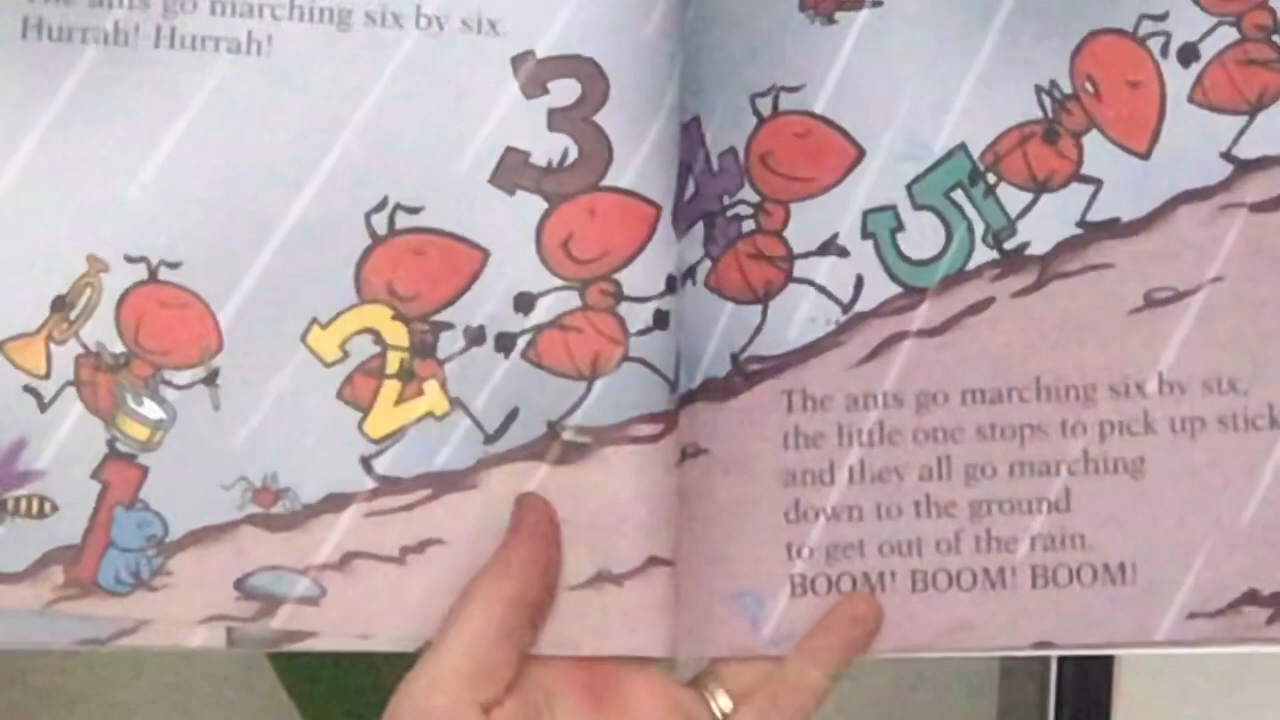 The ants go marching six by six.
Hurrah! Hurrah!
3
4
5
2
1
The ants go marching six by six,
the little one stops to pick up stick
and they all go marching
down to the ground
to get out of the rain.
BOOM! BOOM! BOOM!